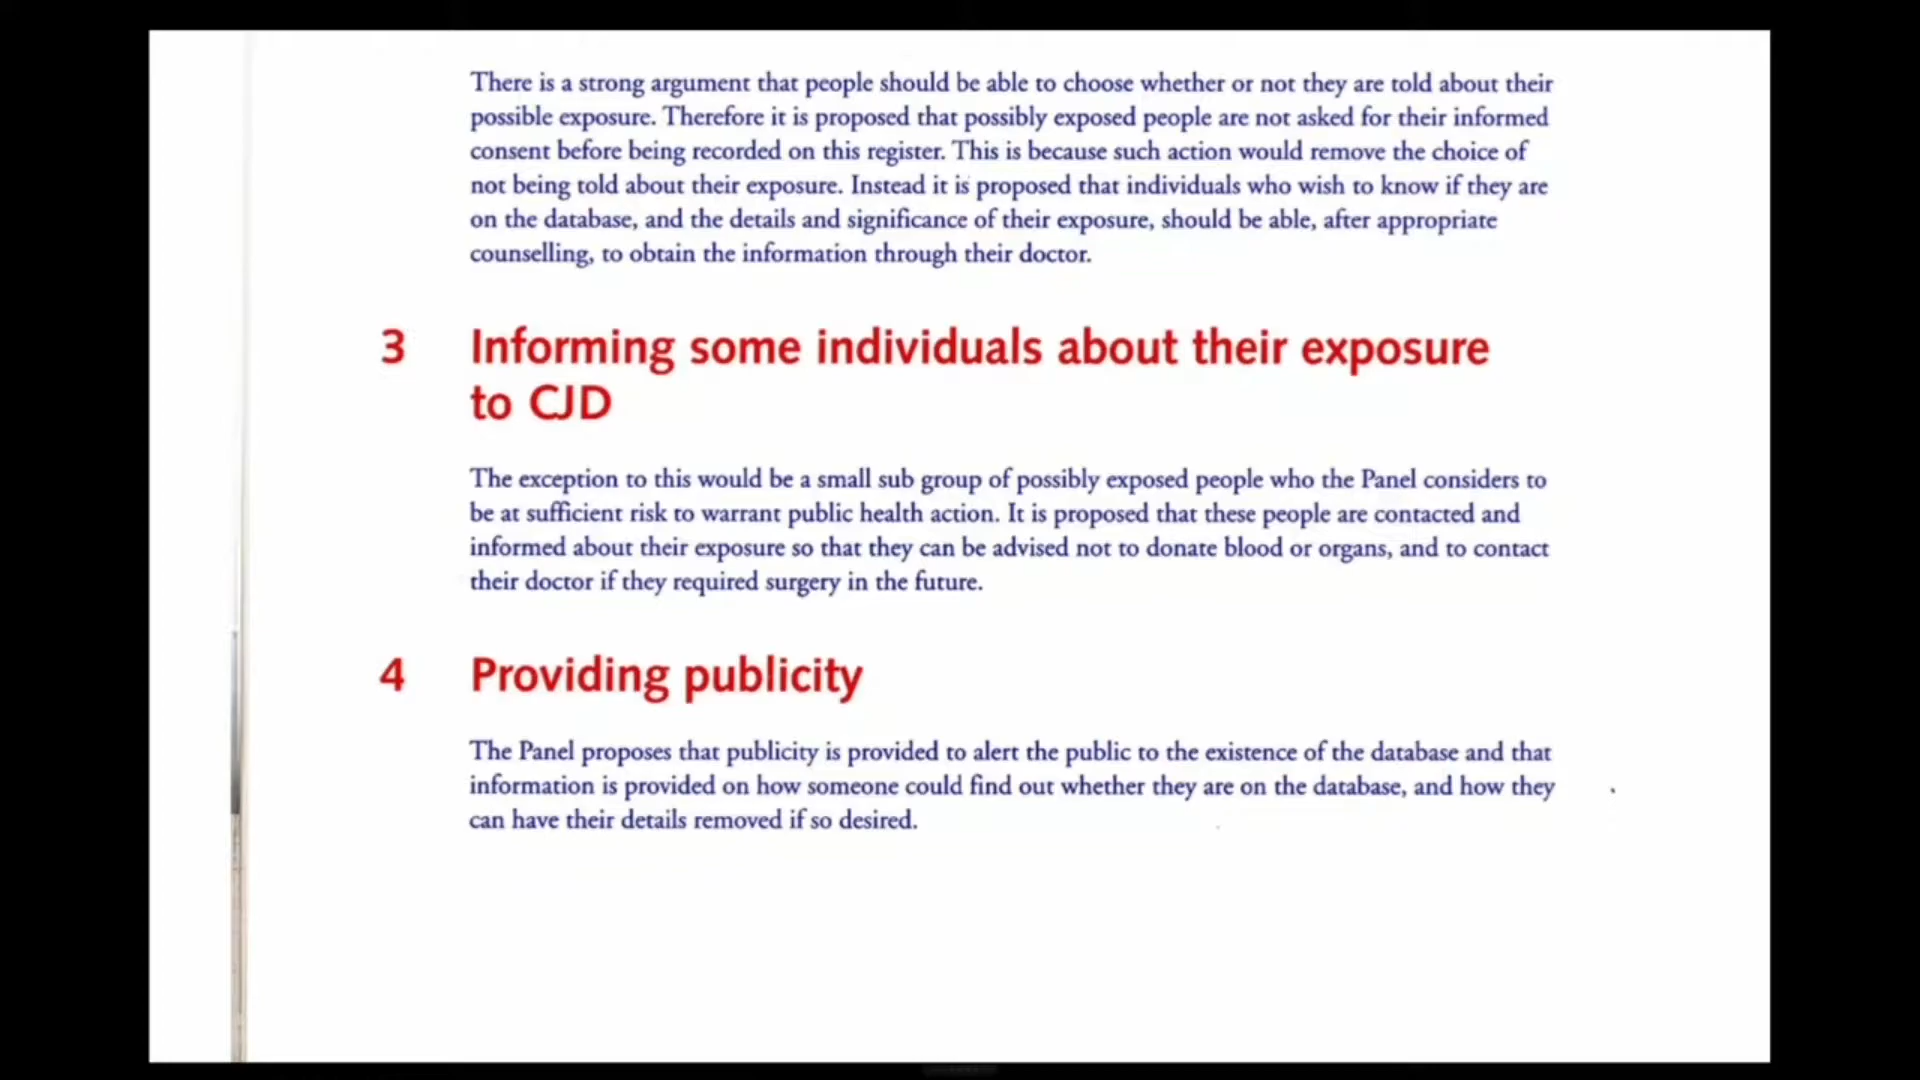 There is a strong argument that people should be able to choose whether or not they are told about their
possible exposure. Therefore it is proposed that possibly exposed people are not asked for their informed
consent before being recorded on this register. This is because such action would remove the choice of
not being told about their exposure. Instead it is proposed that individuals who wish to know if they are
on the database, and the details and significance of their exposure, should be able, after appropriate
counselling, to obtain the information through their doctor.
3 Informing some individuals about their exposure
to CJD
The exception to this would be a small sub group of possibly exposed people who the Panel considers to
be at sufficient risk to warrant public health action. It is proposed that these people are contacted and
informed about their exposure so that they can be advised not to donate blood or organs, and to contact
their doctor if they required surgery in the future.
4 Providing publicity
The Panel proposes that publicity is provided to alert the public to the existence of the database and that
information is provided on how someone could find out whether they are on the database, and how they
can have their details removed if so desired.